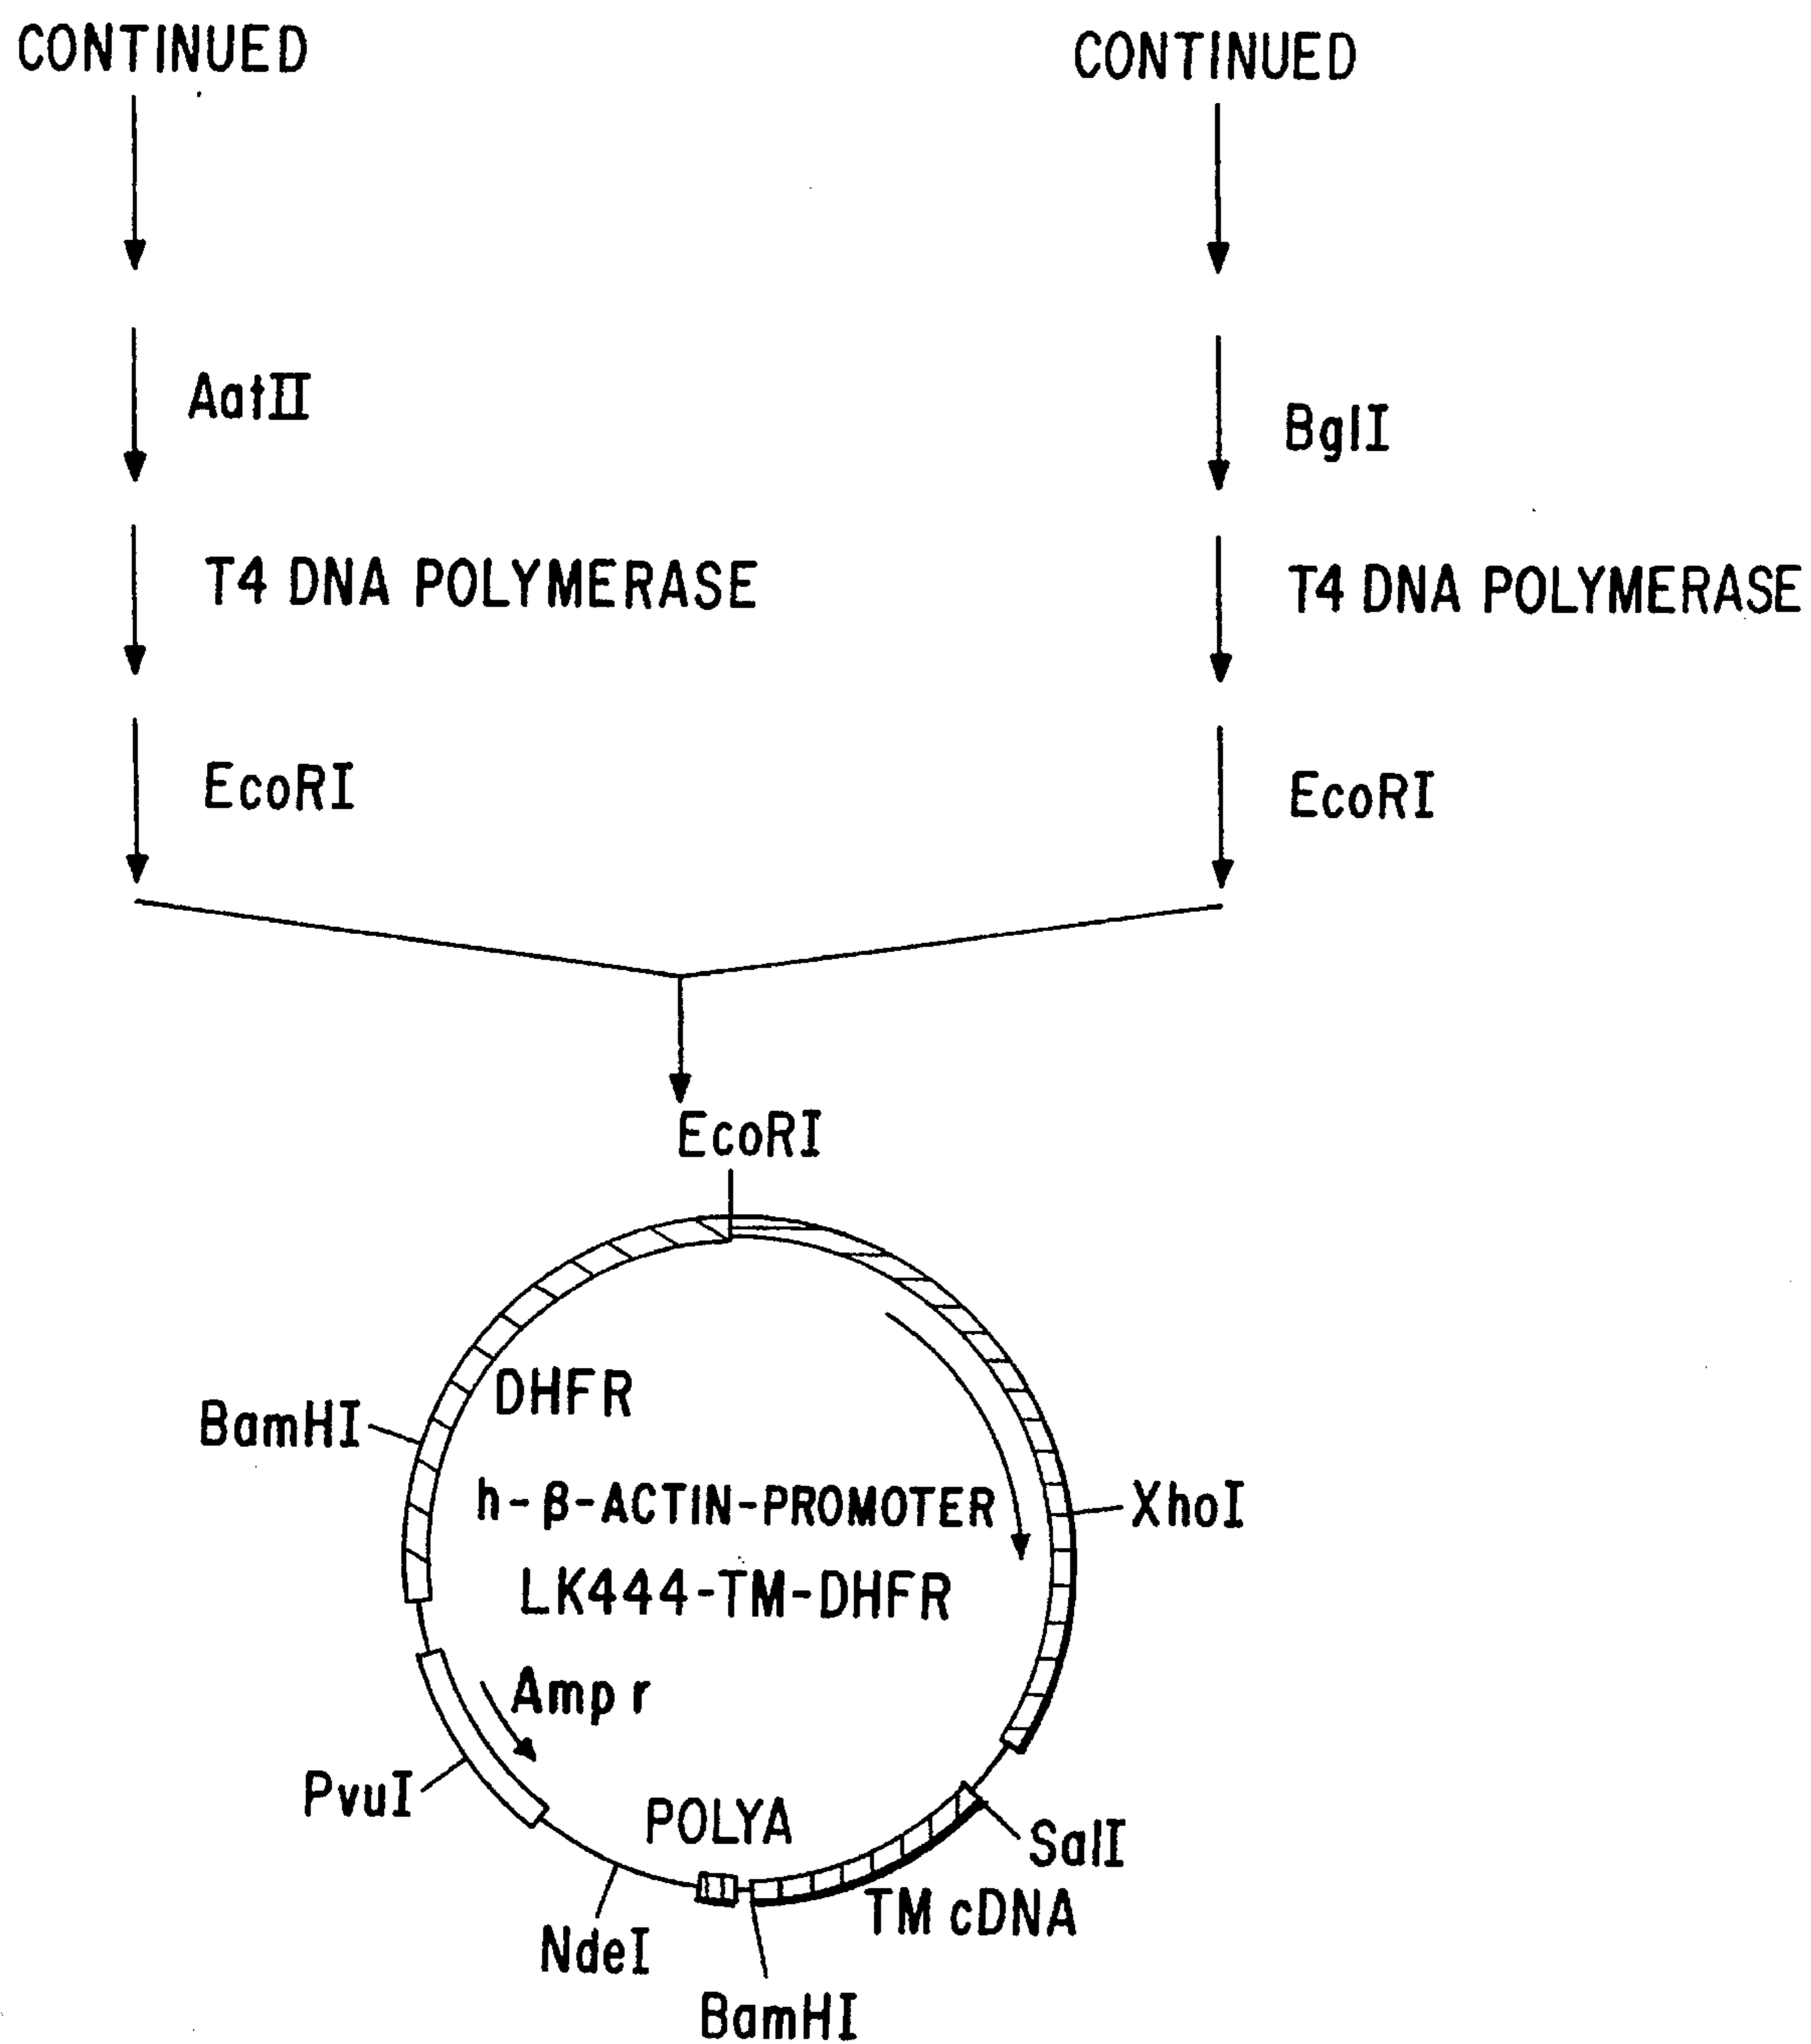 CONTINUED
CONTINUED
AatII
BglI
T4 DNA POLYMERASE
T4 DNA POLYMERASE
EcoRI
EcoRI
EcoRI
DHFR
BamHI
h-β-ACTIN-PROMOTER
XhoI
LK444-TM-DHFR
Amp r
PvuI
POLYA
SalI
TM cDNA
NdeI
BamHI